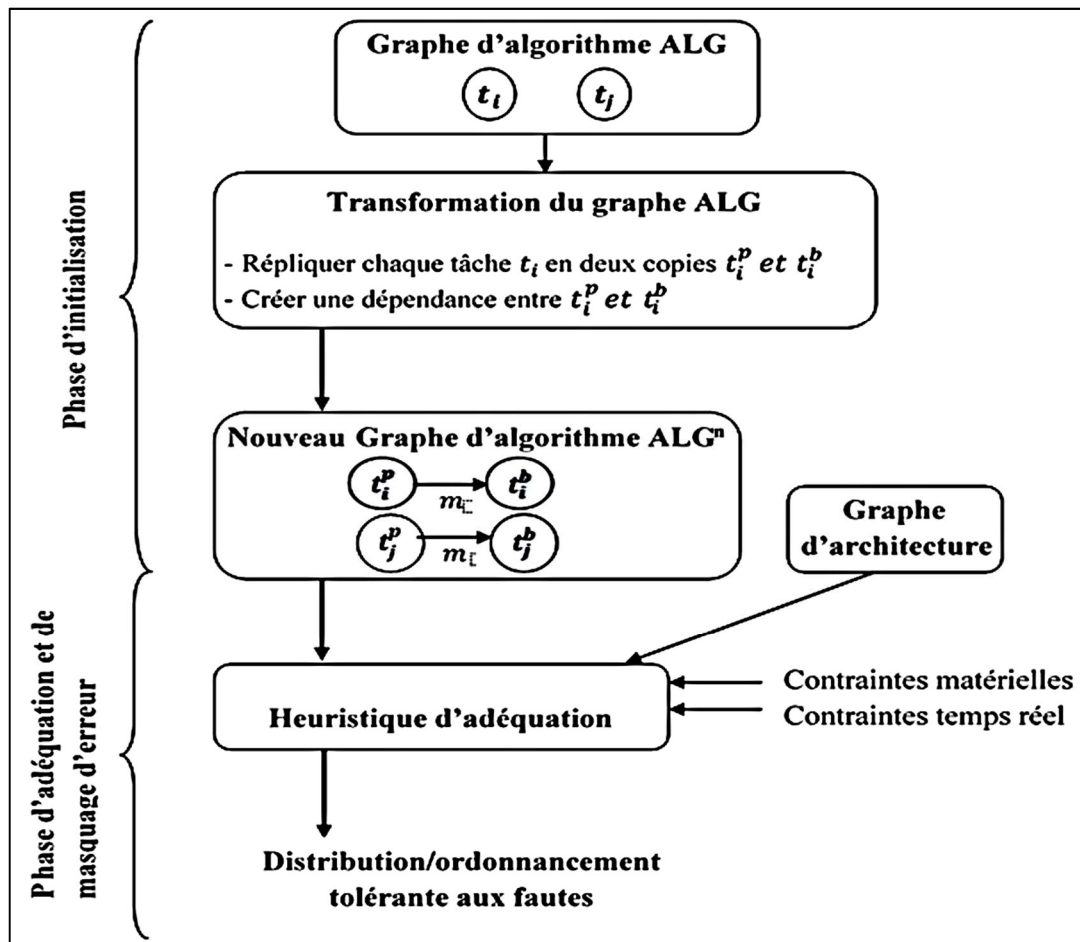 Graphe d'algorithme ALG
t_i t_j
Transformation du graphe ALG
- Répliquer chaque tâche t_i en deux copies t_i^p et t_i^b
- Créer une dépendance entre t_i^p et t_i^b
Nouveau Graphe d'algorithme ALGⁿ
t_i^p t_i^b
m
t_j^p t_j^b
m
Graphe
d'architecture
Heuristique d'adéquation
Contraintes matérielles
Contraintes temps réel
Distribution/ordonnancement
tolérante aux fautes
Phase d'initialisation
Phase d'adéquation et de
masquage d'erreur